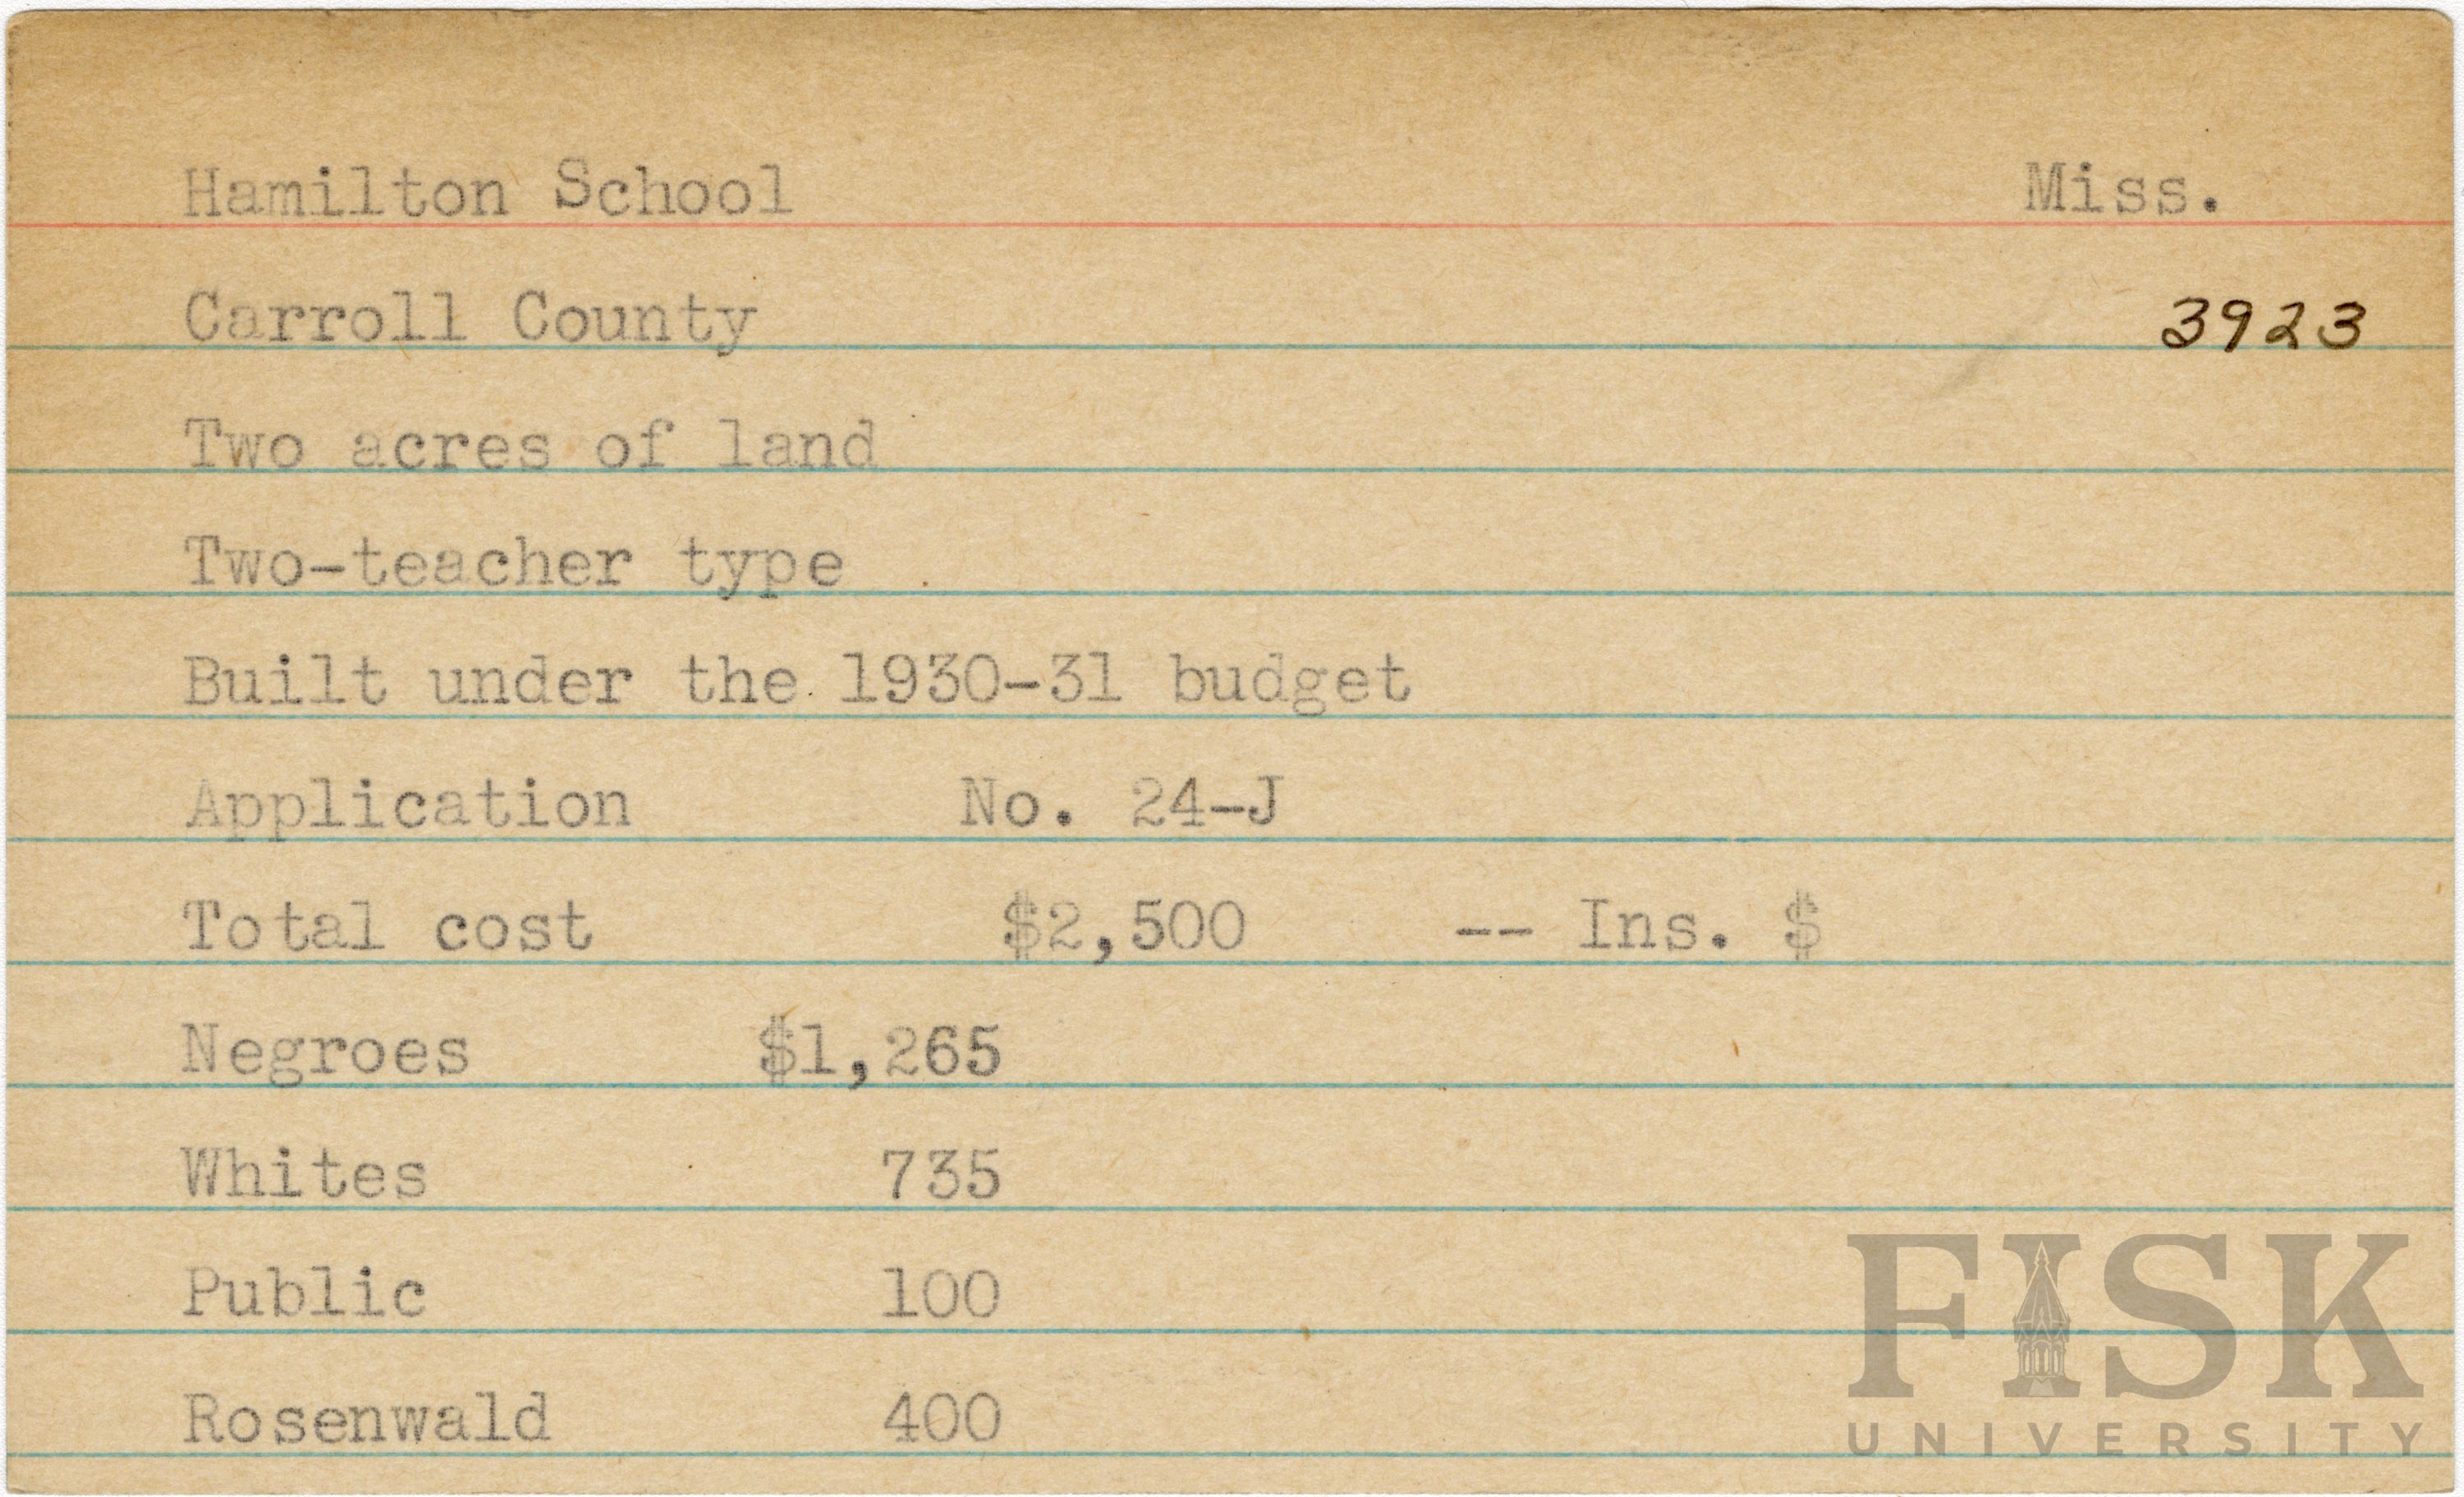 Hamilton School Miss.
Carroll County 3923
Two acres of land
Two-teacher type
Built under the 1930-31 budget
Application No. 24-J
Total cost $2,500 -- Ins. $
Negroes $1,265
Whites 735
Public 100
Rosenwald 400
FISK
UNIVERSITY